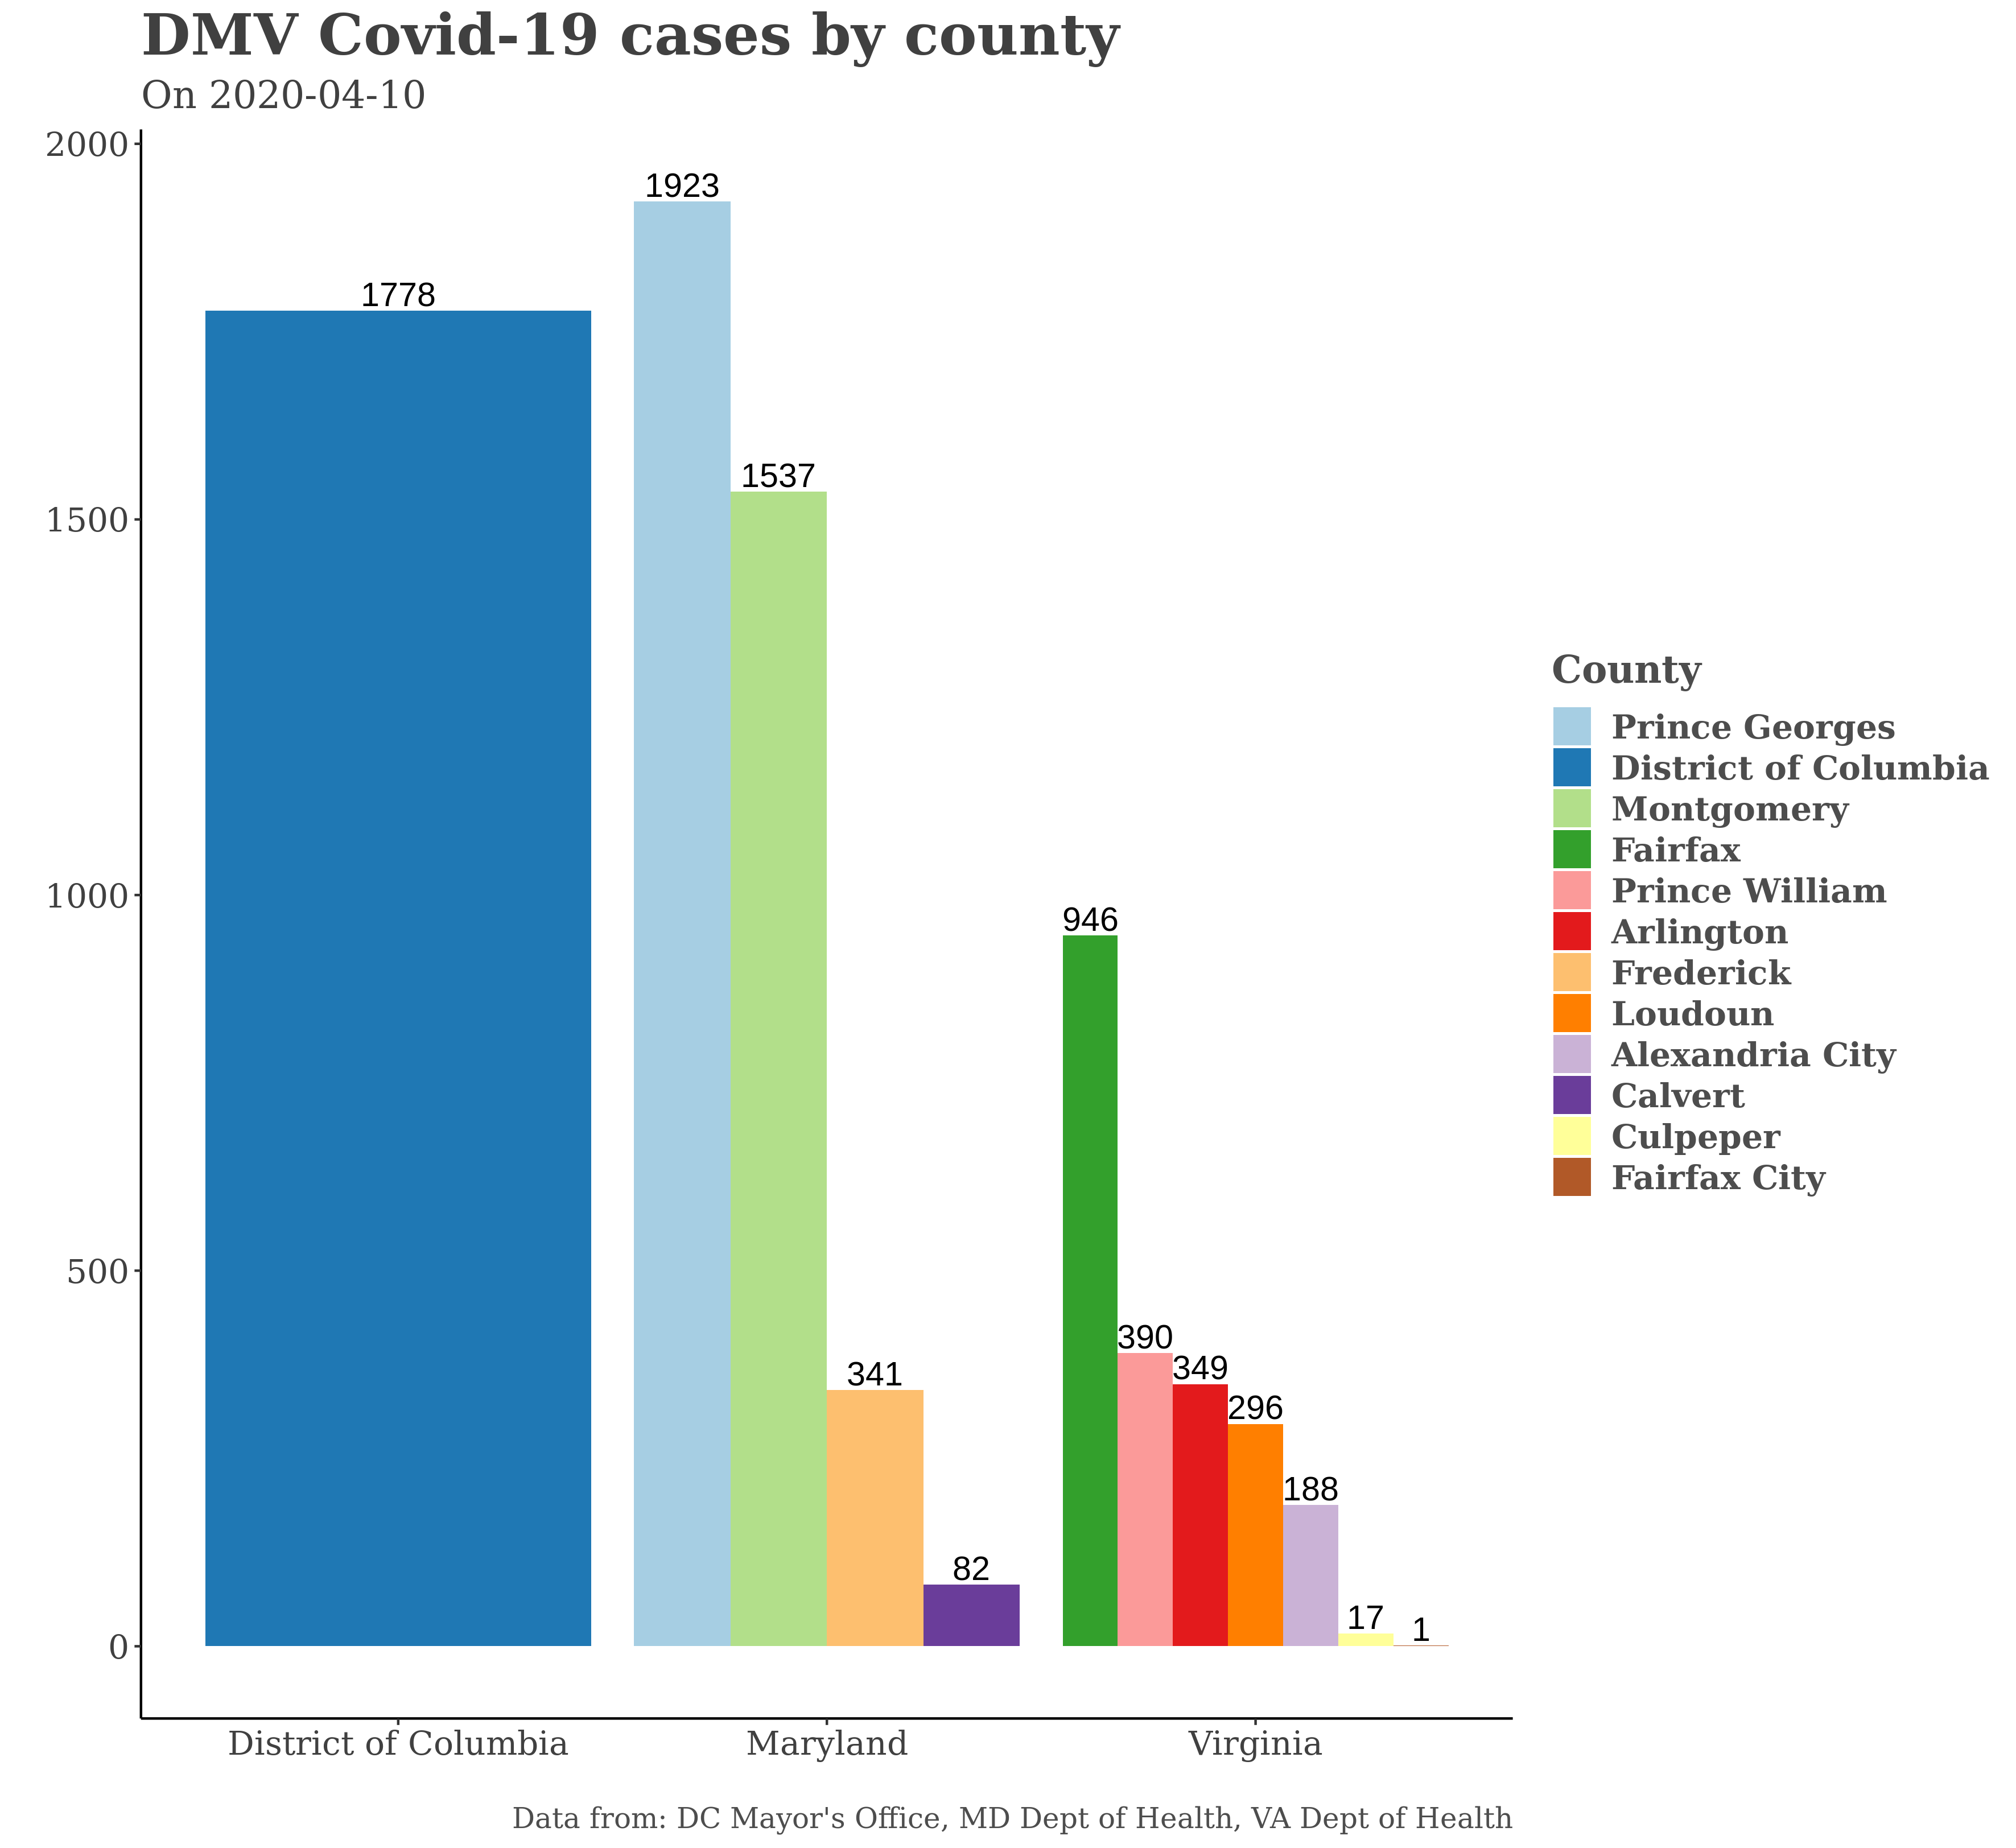 DMV Covid-19 cases by county
On 2020-04-10
2000
1500
1000
500
0
1778
1923
1537
341
82
946
390
349
296
188
17
1
District of Columbia
Maryland
Virginia
County
Prince Georges
District of Columbia
Montgomery
Fairfax
Prince William
Arlington
Frederick
Loudoun
Alexandria City
Calvert
Culpeper
Fairfax City
Data from: DC Mayor's Office, MD Dept of Health, VA Dept of Health